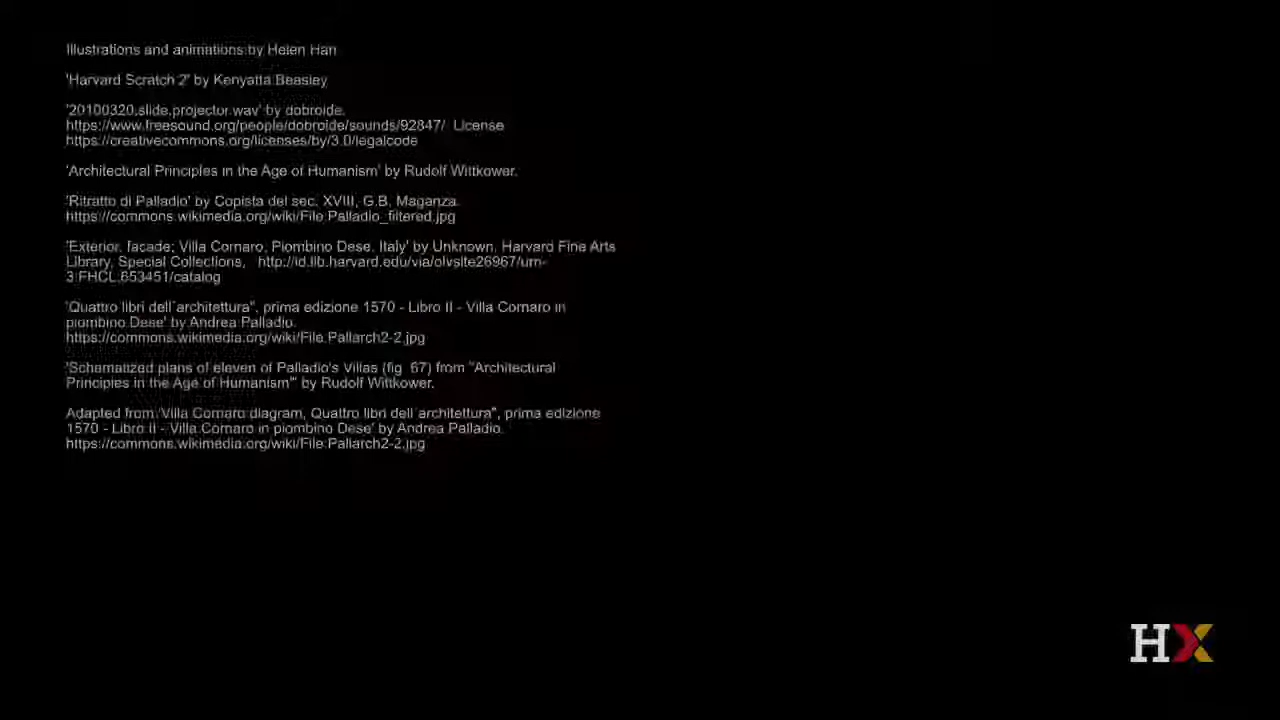 Illustrations and animations by Helen Han
'Harvard Scratch 2' by Kenyatta Beasley
'20100320.slide.projector.wav' by dobroide.
https://www.freesound.org/people/dobroide/sounds/92847/ License
https://creativecommons.org/licenses/by/3.0/legalcode
'Architectural Principles in the Age of Humanism' by Rudolf Wittkower.
'Ritratto di Palladio' by Copista del sec. XVIII, G.B. Maganza.
https://commons.wikimedia.org/wiki/File:Palladio_filtered.jpg
'Exterior, facade; Villa Cornaro, Piombino Dese, Italy' by Unknown. Harvard Fine Arts
Library, Special Collections, http://id.lib.harvard.edu/via/olvsite26967/urn-
3:FHCL:653451/catalog
'Quattro libri dell'architettura", prima edizione 1570 - Libro II - Villa Cornaro in
piombino Dese' by Andrea Palladio.
https://commons.wikimedia.org/wiki/File:Pallarch2-2.jpg
'Schematized plans of eleven of Palladio's Villas (fig. 67) from "Architectural
Principles in the Age of Humanism"' by Rudolf Wittkower.
Adapted from 'Villa Cornaro diagram, Quattro libri dell'architettura", prima edizione
1570 - Libro II - Villa Cornaro in piombino Dese' by Andrea Palladio.
https://commons.wikimedia.org/wiki/File:Pallarch2-2.jpg
HX